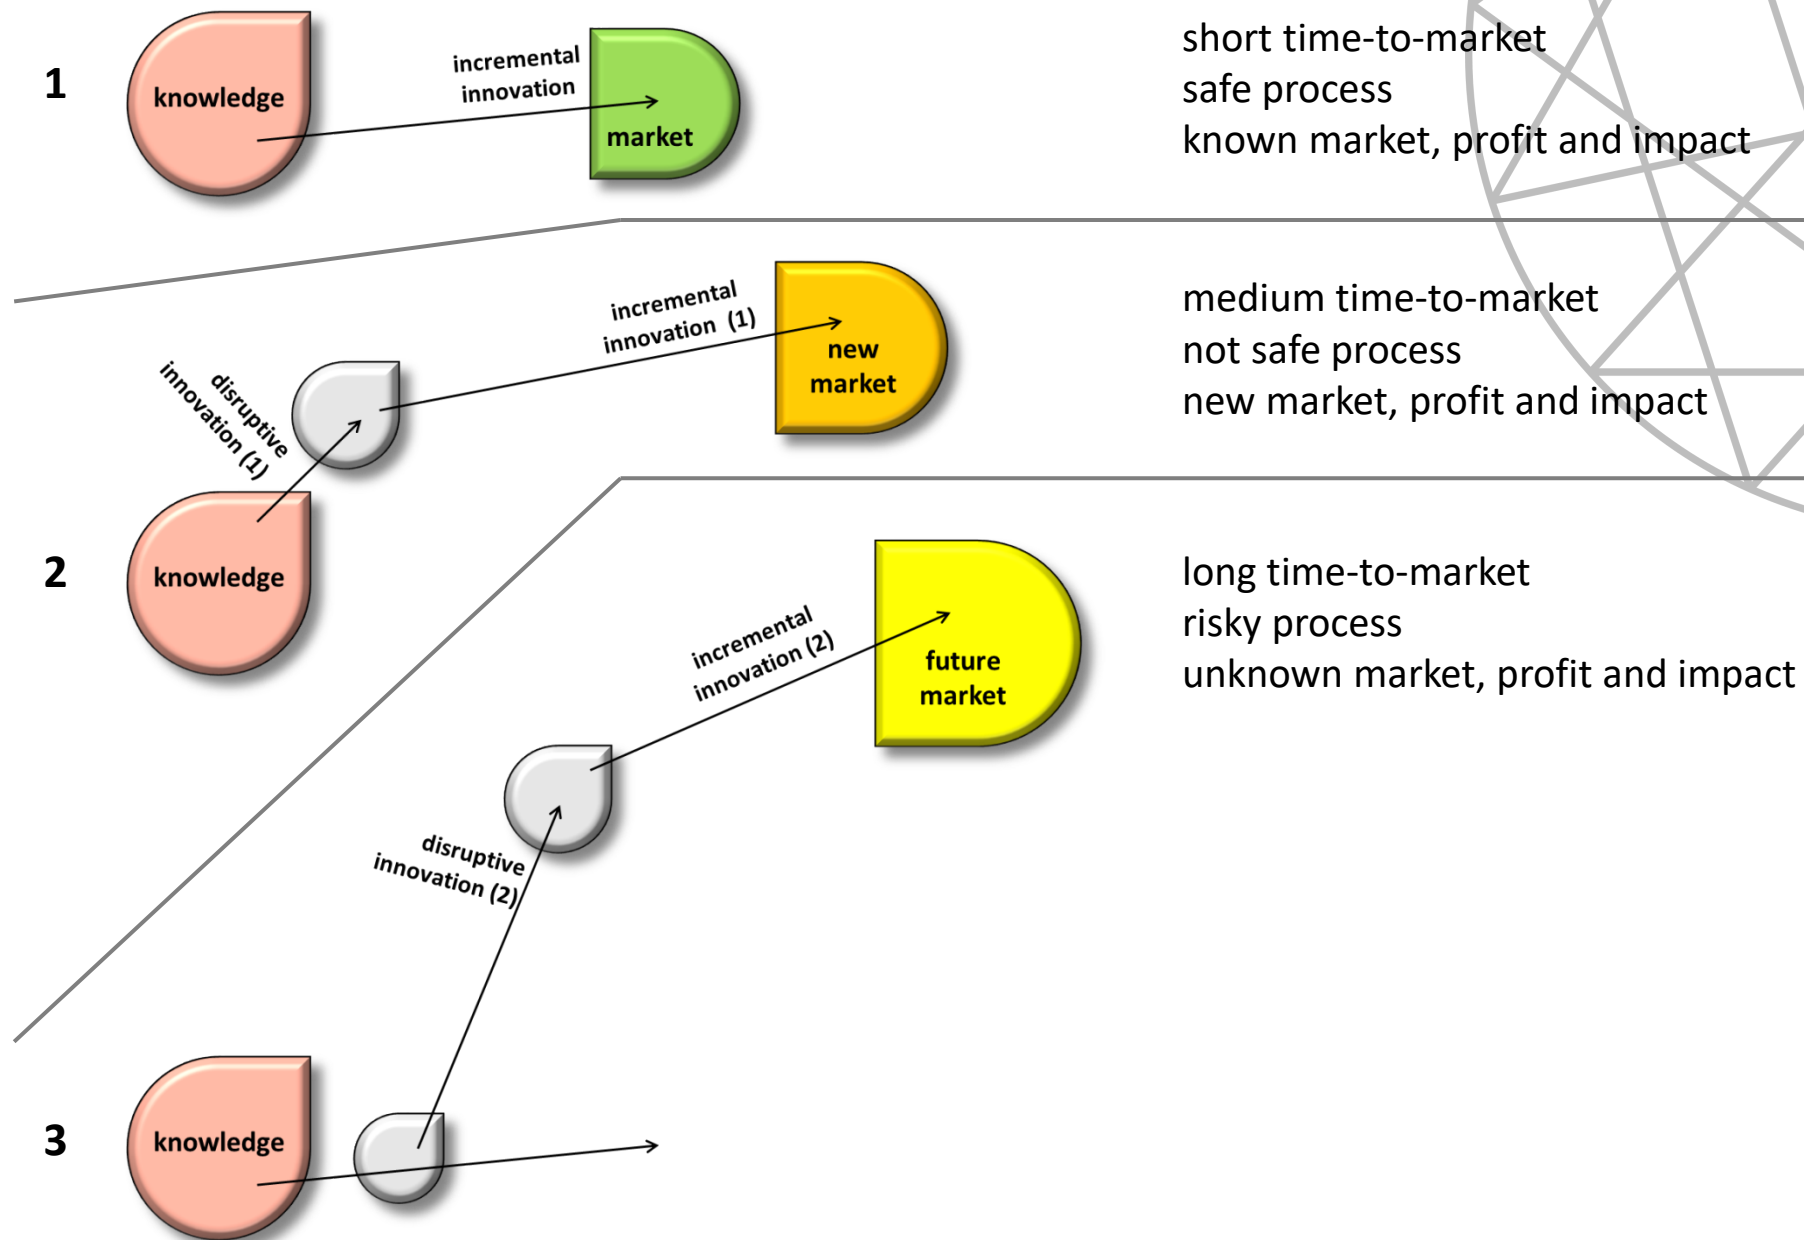 1
knowledge
incremental
innovation
market
short time-to-market
safe process
known market, profit and impact
2
knowledge
disruptive
innovation (1)
incremental
innovation (1)
new
market
medium time-to-market
not safe process
new market, profit and impact
3
knowledge
disruptive
innovation (2)
incremental
innovation (2)
future
market
long time-to-market
risky process
unknown market, profit and impact